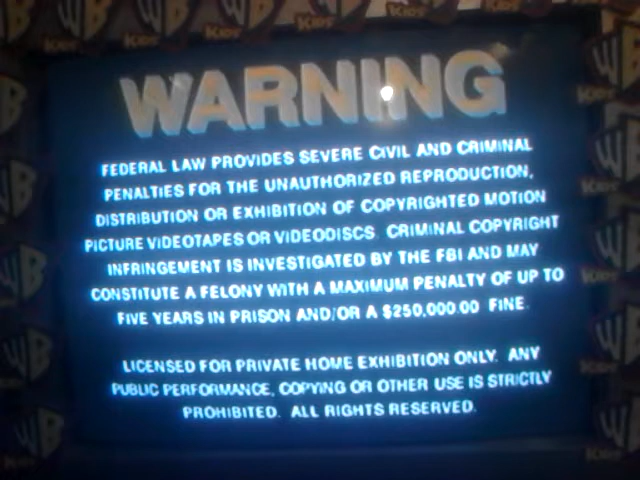 WARNING
FEDERAL LAW PROVIDES SEVERE CIVIL AND CRIMINAL
PENALTIES FOR THE UNAUTHORIZED REPRODUCTION,
DISTRIBUTION OR EXHIBITION OF COPYRIGHTED MOTION
PICTURE VIDEOTAPES OR VIDEODISCS. CRIMINAL COPYRIGHT
INFRINGEMENT IS INVESTIGATED BY THE FBI AND MAY
CONSTITUTE A FELONY WITH A MAXIMUM PENALTY OF UP TO
FIVE YEARS IN PRISON AND/OR A $250,000.00 FINE.
LICENSED FOR PRIVATE HOME EXHIBITION ONLY. ANY
PUBLIC PERFORMANCE, COPYING OR OTHER USE IS STRICTLY
PROHIBITED. ALL RIGHTS RESERVED.
WB
Kids